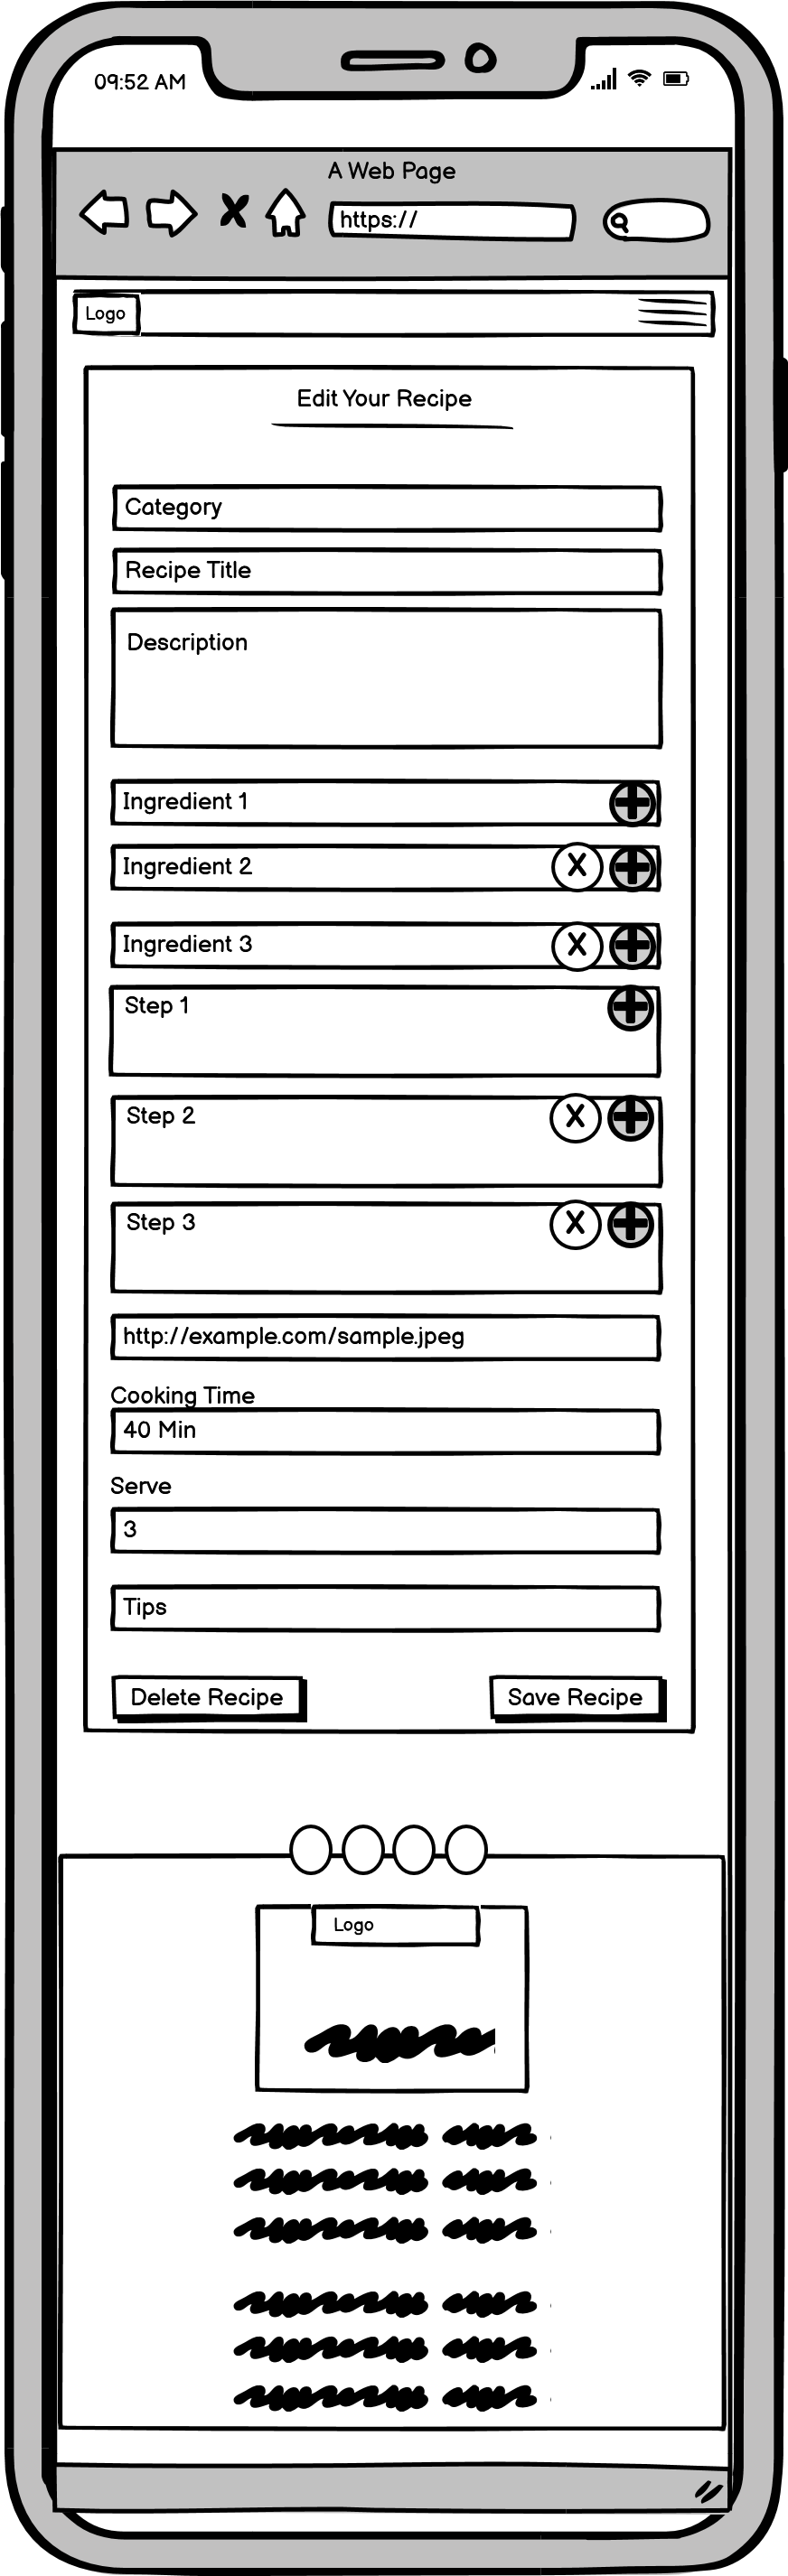 09:52 AM
A Web Page
https://
Logo
Edit Your Recipe
Category
Recipe Title
Description
Ingredient 1
Ingredient 2
X
Ingredient 3
X
Step 1
Step 2
X
Step 3
X
http://example.com/sample.jpeg
Cooking Time
40 Min
Serve
3
Tips
Delete Recipe
Save Recipe
Logo